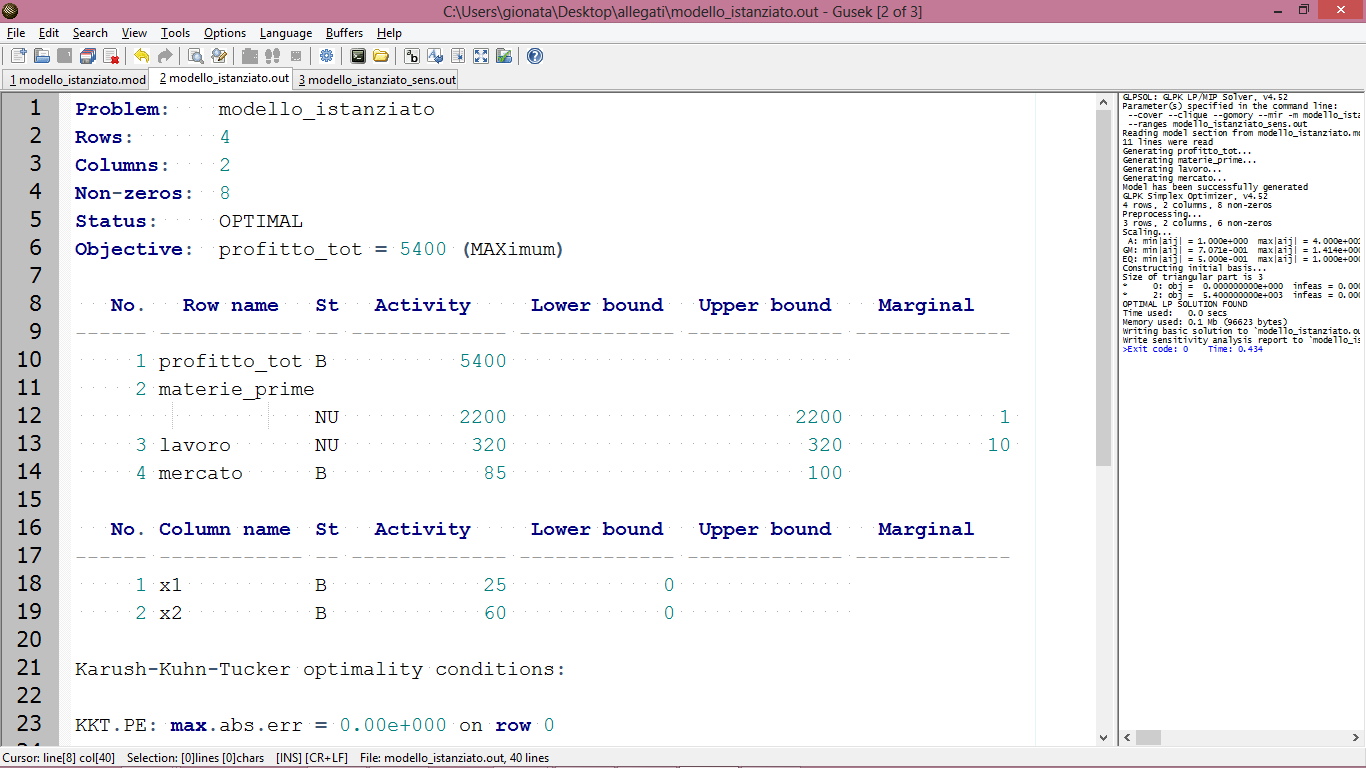 C:\Users\gionata\Desktop\allegati\modello_istanziato.out - Gusek [2 of 3]
File Edit Search View Tools Options Language Buffers Help
1 modello_istanziato.mod 2 modello_istanziato.out 3 modello_istanziato_sens.out
1 Problem: modello_istanziato
2 Rows: 4
3 Columns: 2
4 Non-zeros: 8
5 Status: OPTIMAL
6 Objective: profitto_tot = 5400 (MAXimum)
7
8 No. Row name St Activity Lower bound Upper bound Marginal
9 ------ ------------ -- ------------- ------------- ------------- -------------
10 1 profitto_tot B 5400
11 2 materie_prime
12 NU 2200 2200 1
13 3 lavoro NU 320 320 10
14 4 mercato B 85 100
15
16 No. Column name St Activity Lower bound Upper bound Marginal
17 ------ ------------ -- ------------- ------------- ------------- -------------
18 1 x1 B 25 0
19 2 x2 B 60 0
20
21 Karush-Kuhn-Tucker optimality conditions:
22
23 KKT.PE: max.abs.err = 0.00e+000 on row 0
GLPSOL: GLPK LP/MIP Solver, v4.52
Parameter(s) specified in the command line:
--cover --clique --gomory --mir -m modello_ista
--ranges modello_istanziato_sens.out
Reading model section from modello_istanziato.mo
11 lines were read
Generating profitto_tot...
Generating materie_prime...
Generating lavoro...
Generating mercato...
Model has been successfully generated
GLPK Simplex Optimizer, v4.52
4 rows, 2 columns, 8 non-zeros
Preprocessing...
3 rows, 2 columns, 6 non-zeros
Scaling...
A: min|aij| = 1.000e+000 max|aij| = 4.000e+001
GM: min|aij| = 7.071e-001 max|aij| = 1.414e+000
EQ: min|aij| = 5.000e-001 max|aij| = 1.000e+000
Constructing initial basis...
Size of triangular part is 3
* 0: obj = 0.000000000e+000 infeas = 0.000
* 2: obj = 5.400000000e+003 infeas = 0.000
OPTIMAL LP SOLUTION FOUND
Time used: 0.0 secs
Memory used: 0.1 Mb (96623 bytes)
Writing basic solution to `modello_istanziato.ou
Write sensitivity analysis report to `modello_is
>Exit code: 0 Time: 0.434
Cursor: line[8] col[40] Selection: [0]lines [0]chars [INS] [CR+LF] File: modello_istanziato.out, 40 lines